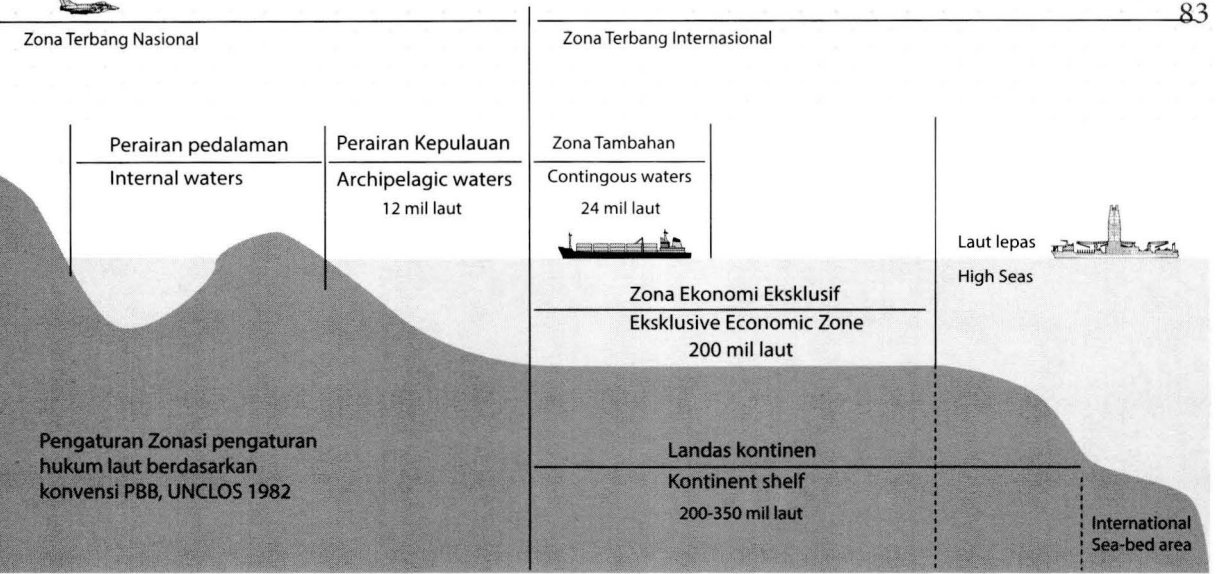 83
Zona Terbang Nasional
Zona Terbang Internasional
Perairan pedalaman
Internal waters
Perairan Kepulauan
Archipelagic waters
12 mil laut
Zona Tambahan
Contingous waters
24 mil laut
Laut lepas
High Seas
Zona Ekonomi Eksklusif
Eksklusive Economic Zone
200 mil laut
Pengaturan Zonasi pengaturan
hukum laut berdasarkan
konvensi PBB, UNCLOS 1982
Landas kontinen
Kontinent shelf
200-350 mil laut
International
Sea-bed area